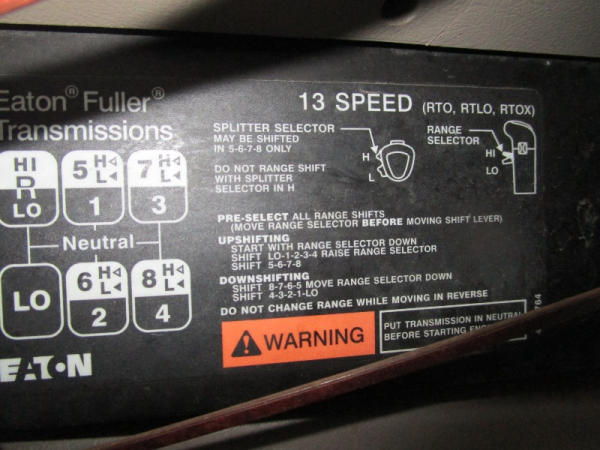 Eaton® Fuller®
Transmissions
HI
R
LO
5 H
L
1
7 H
L
3
Neutral
LO
6 H
L
2
8 H
L
4
EATON
13 SPEED (RTO, RTLO, RTOX)
SPLITTER SELECTOR
MAY BE SHIFTED
IN 5-6-7-8 ONLY
DO NOT RANGE SHIFT
WITH SPLITTER
SELECTOR IN H
H
L
RANGE
SELECTOR
HI
LO
PRE-SELECT ALL RANGE SHIFTS
(MOVE RANGE SELECTOR BEFORE MOVING SHIFT LEVER)
UPSHIFTING
START WITH RANGE SELECTOR DOWN
SHIFT LO-1-2-3-4 RAISE RANGE SELECTOR
SHIFT 5-6-7-8
DOWNSHIFTING
SHIFT 8-7-6-5 MOVE RANGE SELECTOR DOWN
SHIFT 4-3-2-1-LO
DO NOT CHANGE RANGE WHILE MOVING IN REVERSE
WARNING
PUT TRANSMISSION IN NEUTRAL
BEFORE STARTING